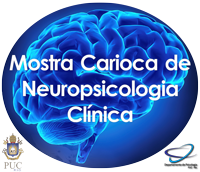 Mostra Carioca de
Neuropsicologia
Clínica
PUC